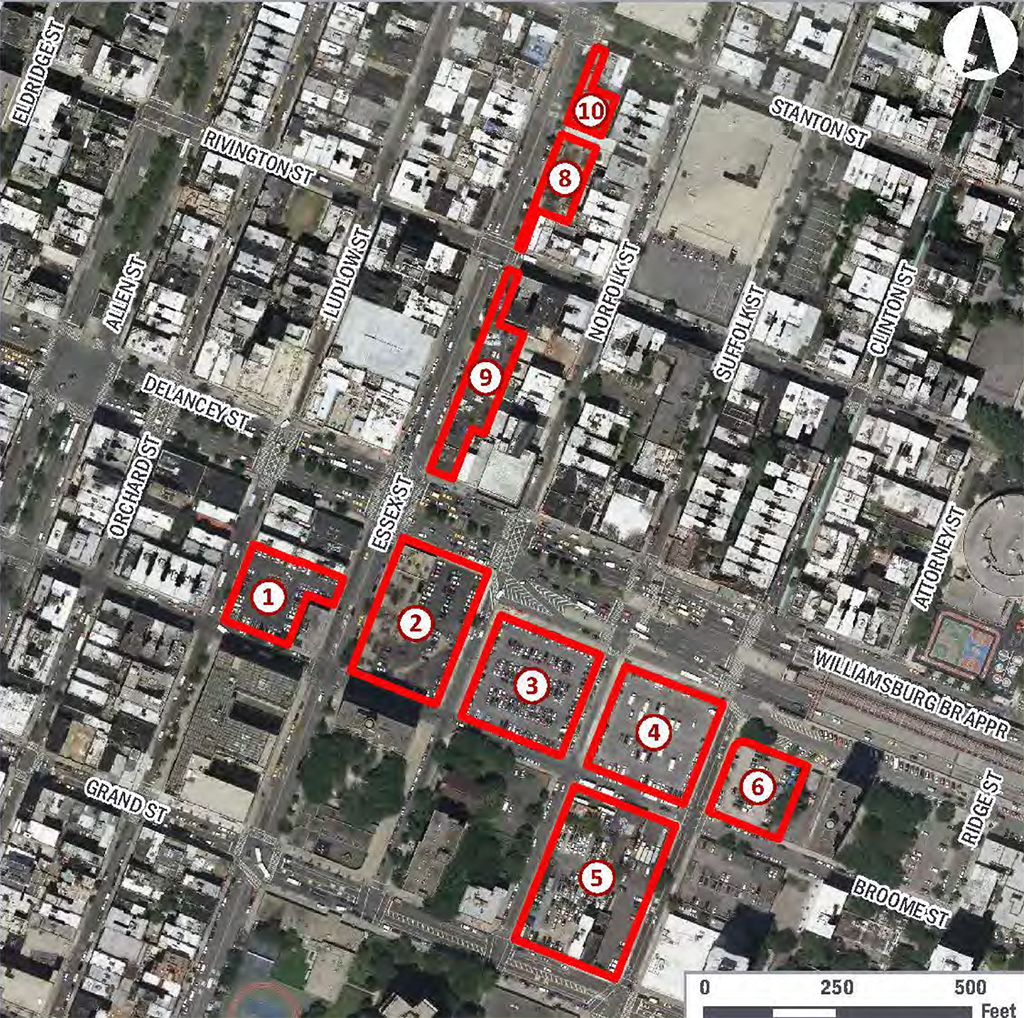 ELDRIDGE ST
RIVINGTON ST
STANTON ST
10
8
ALLEN ST
LUDLOW ST
NORFOLK ST
SUFFOLK ST
CLINTON ST
9
DELANCEY ST
ORCHARD ST
ESSEX ST
ATTORNEY ST
1
2
3
4
WILLIAMSBURG BR APPR
6
GRAND ST
RIDGE ST
5
BROOME ST
0 250 500
Feet